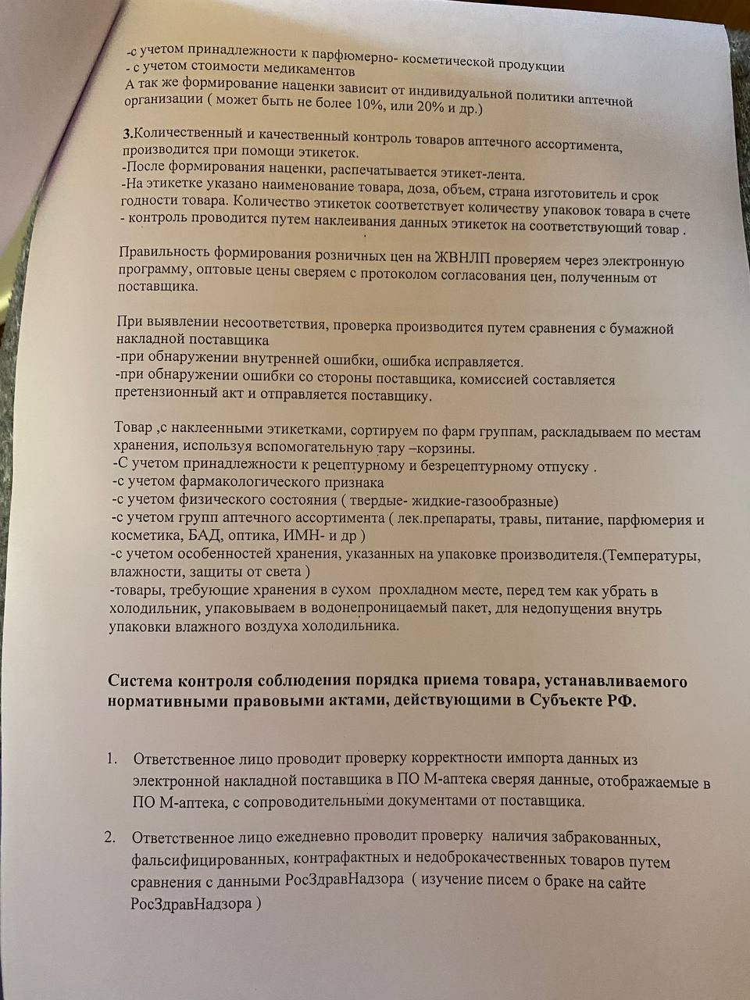 -с учетом принадлежности к парфюмерно- косметической продукции
- с учетом стоимости медикаментов
А так же формирование наценки зависит от индивидуальной политики аптечной
организации ( может быть не более 10%, или 20% и др.)
3.Количественный и качественный контроль товаров аптечного ассортимента,
производится при помощи этикеток.
-После формирования наценки, распечатывается этикет-лента.
-На этикетке указано наименование товара, доза, объем, страна изготовитель и срок
годности товара. Количество этикеток соответствует количеству упаковок товара в счете
- контроль проводится путем наклеивания данных этикеток на соответствующий товар .
Правильность формирования розничных цен на ЖВНЛП проверяем через электронную
программу, оптовые цены сверяем с протоколом согласования цен, полученным от
поставщика.
При выявлении несоответствия, проверка производится путем сравнения с бумажной
накладной поставщика
-при обнаружении внутренней ошибки, ошибка исправляется.
-при обнаружении ошибки со стороны поставщика, комиссией составляется
претензионный акт и отправляется поставщику.
Товар ,с наклеенными этикетками, сортируем по фарм группам, раскладываем по местам
хранения, используя вспомогательную тару –корзины.
-С учетом принадлежности к рецептурному и безрецептурному отпуску .
-с учетом фармакологического признака
-с учетом физического состояния ( твердые- жидкие-газообразные)
-с учетом групп аптечного ассортимента ( лек.препараты, травы, питание, парфюмерия и
косметика, БАД, оптика, ИМН- и др )
-с учетом особенностей хранения, указанных на упаковке производителя.(Температуры,
влажности, защиты от света )
-товары, требующие хранения в сухом прохладном месте, перед тем как убрать в
холодильник, упаковываем в водонепроницаемый пакет, для недопущения внутрь
упаковки влажного воздуха холодильника.
Система контроля соблюдения порядка приема товара, устанавливаемого
нормативными правовыми актами, действующими в Субъекте РФ.
1. Ответственное лицо проводит проверку корректности импорта данных из
электронной накладной поставщика в ПО М-аптека сверяя данные, отображаемые в
ПО М-аптека, с сопроводительными документами от поставщика.
2. Ответственное лицо ежедневно проводит проверку наличия забракованных,
фальсифицированных, контрафактных и недоброкачественных товаров путем
сравнения с данными РосЗдравНадзора ( изучение писем о браке на сайте
РосЗдравНадзора )